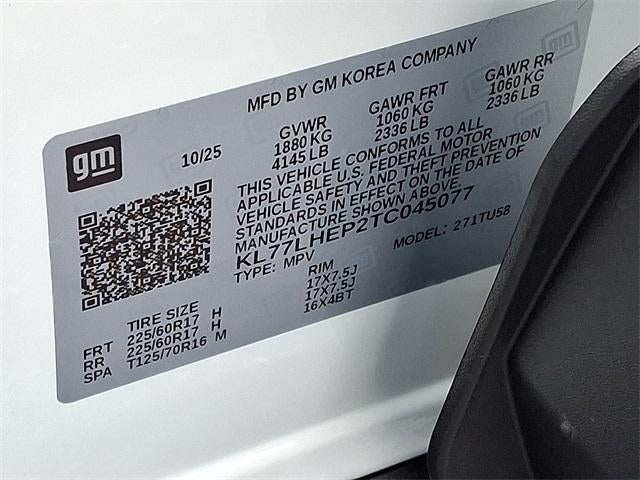 MFD BY GM KOREA COMPANY
gm
10/25
GVWR GAWR FRT GAWR RR
1880 KG 1060 KG 1060 KG
4145 LB 2336 LB 2336 LB
THIS VEHICLE CONFORMS TO ALL
APPLICABLE U.S. FEDERAL MOTOR
VEHICLE SAFETY AND THEFT PREVENTION
STANDARDS IN EFFECT ON THE DATE OF
MANUFACTURE SHOWN ABOVE.
KL77LHEP2TC045077
TYPE: MPV MODEL: 271TU58
TIRE SIZE RIM
FRT 225/60R17 H 17X7.5J
RR 225/60R17 H 17X7.5J
SPA T125/70R16 M 16X4BT